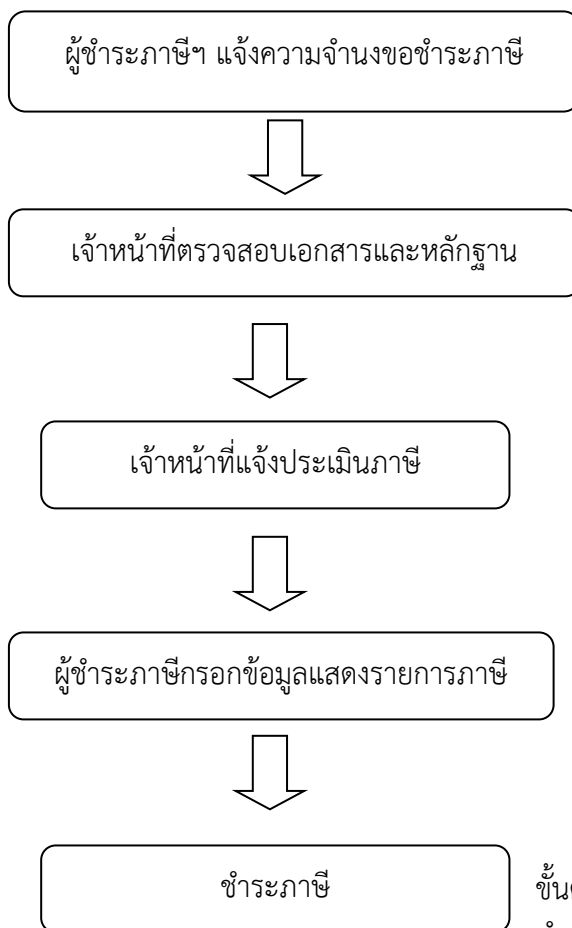 ผู้ชำระภาษีฯ แจ้งความจำนงขอชำระภาษี
เจ้าหน้าที่ตรวจสอบเอกสารและหลักฐาน
เจ้าหน้าที่แจ้งประเมินภาษี
ผู้ชำระภาษีกรอกข้อมูลแสดงรายการภาษี
ชำระภาษี